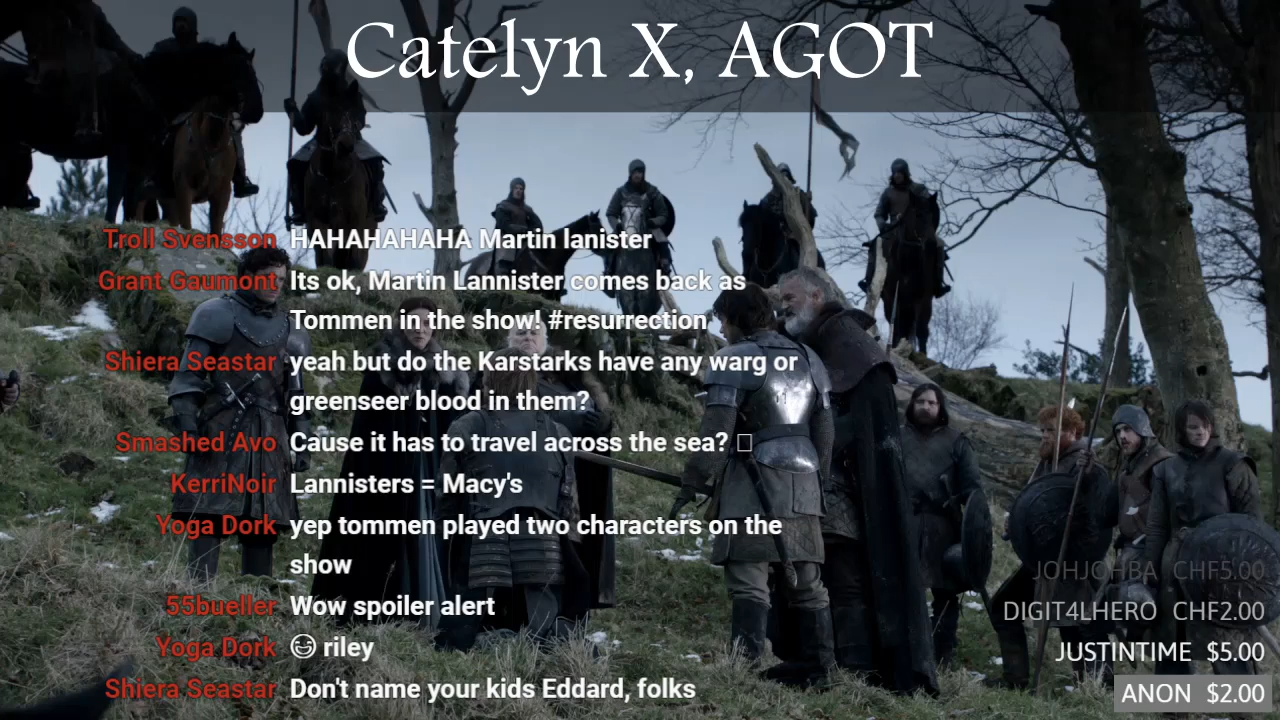 Catelyn X, AGOT
Troll Svensson HAHAHAHAHA Martin lanister
Grant Gaumont Its ok, Martin Lannister comes back as
Tommen in the show! #resurrection
Shiera Seastar yeah but do the Karstarks have any warg or
greenseer blood in them?
Smashed Avo Cause it has to travel across the sea?
KerriNoir Lannisters = Macy's
Yoga Dork yep tommen played two characters on the
show
55bueller Wow spoiler alert
Yoga Dork 😅 riley
Shiera Seastar Don't name your kids Eddard, folks
JOHJOHBA CHF5.00
DIGIT4LHERO CHF2.00
JUSTINTIME $5.00
ANON $2.00